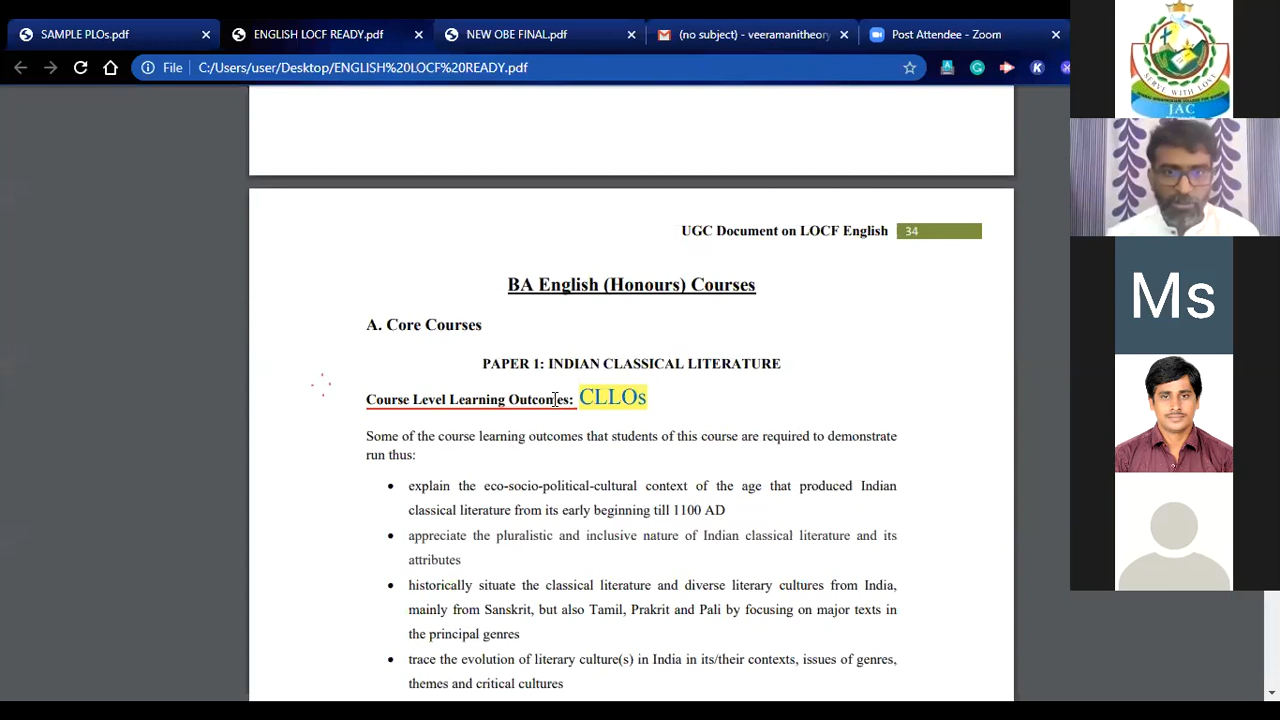 SAMPLE PLOs.pdf
ENGLISH LOCF READY.pdf
NEW OBE FINAL.pdf
(no subject) - veeramanitheory
Post Attendee - Zoom
File
C:/Users/user/Desktop/ENGLISH%20LOCF%20READY.pdf
SERVE WITH LOVE
JAC
Ms
UGC Document on LOCF English 34
BA English (Honours) Courses
A. Core Courses
PAPER 1: INDIAN CLASSICAL LITERATURE
Course Level Learning Outcomes: CLLOs
Some of the course learning outcomes that students of this course are required to demonstrate
run thus:
• explain the eco-socio-political-cultural context of the age that produced Indian
classical literature from its early beginning till 1100 AD
• appreciate the pluralistic and inclusive nature of Indian classical literature and its
attributes
• historically situate the classical literature and diverse literary cultures from India,
mainly from Sanskrit, but also Tamil, Prakrit and Pali by focusing on major texts in
the principal genres
• trace the evolution of literary culture(s) in India in its/their contexts, issues of genres,
themes and critical cultures